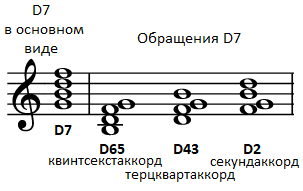 D7
в основном
виде
Обращения D7
D7
D65
D43
D2
квинтсекстаккорд
секундаккорд
терцквартаккорд